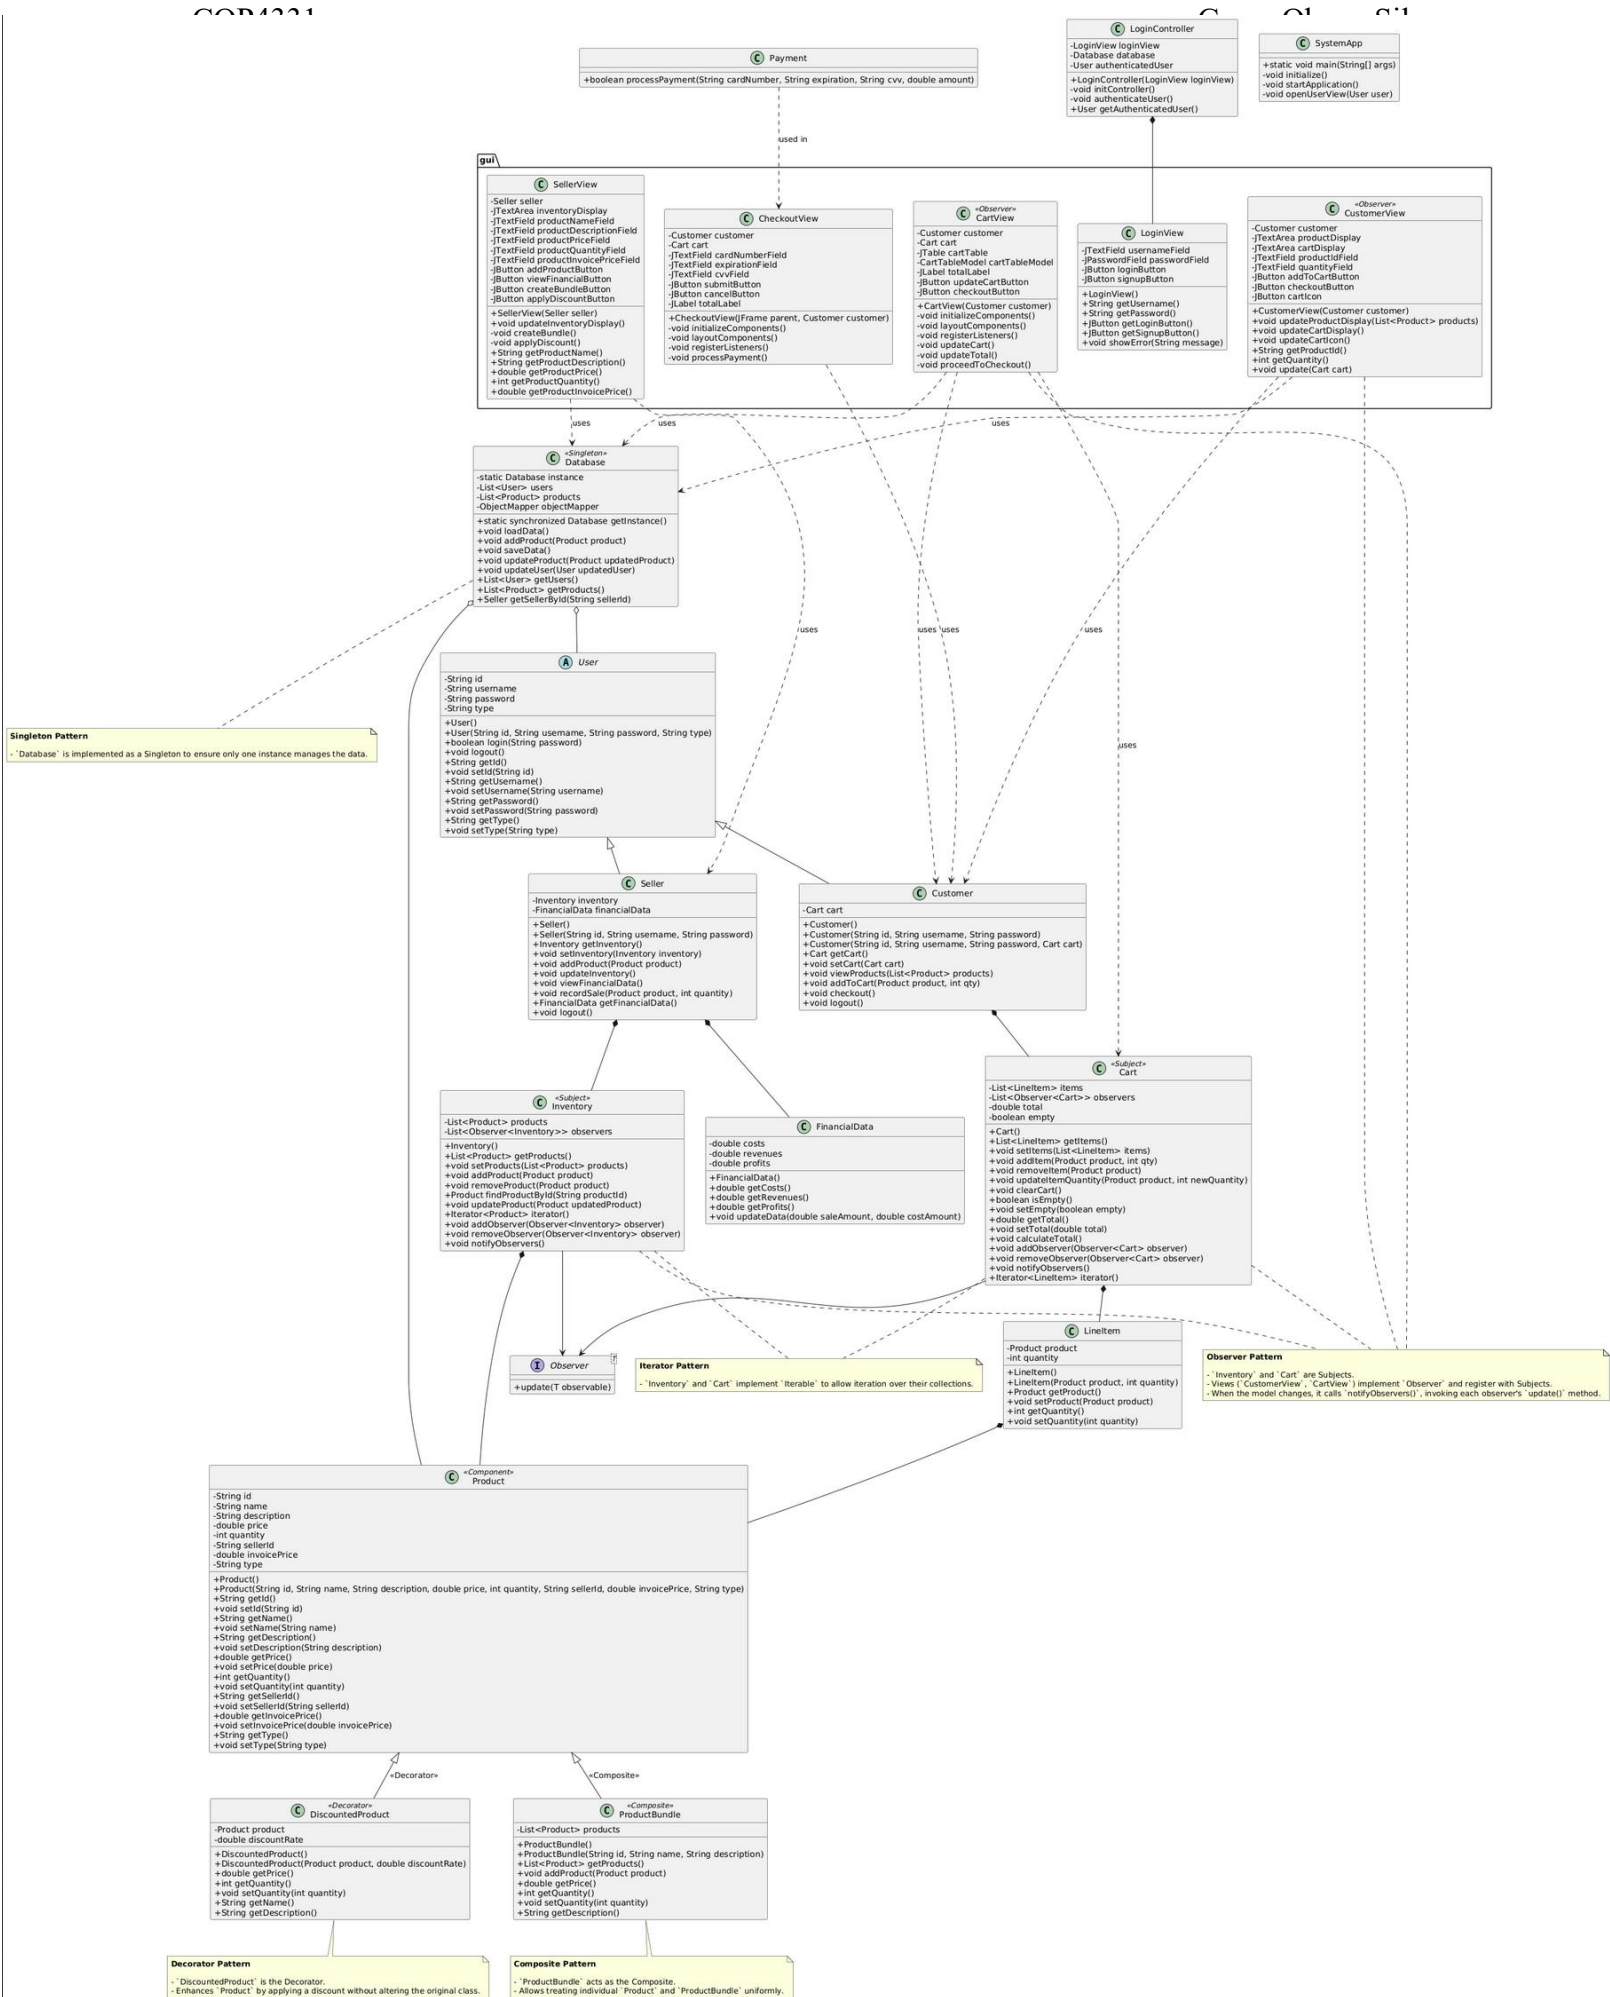 COP4331
C
Payment
+boolean processPayment(String cardNumber, String expiration, String cvv, double amount)
C
LoginController
-LoginView loginView
-Database database
-User authenticatedUser
+LoginController(LoginView loginView)
-void initController()
-void authenticateUser()
+User getAuthenticatedUser()
C
SystemApp
+static void main(String[] args)
-void initialize()
-void startApplication()
-void openUserView(User user)
used in
gui
C
SellerView
-Seller seller
-JTextArea inventoryDisplay
-JTextField productNameField
-JTextField productDescriptionField
-JTextField productPriceField
-JTextField productQuantityField
-JTextField productInvoicePriceField
-JButton addProductButton
-JButton viewFinancialButton
-JButton createBundleButton
-JButton applyDiscountButton
+SellerView(Seller seller)
+void updateInventoryDisplay()
-void createBundle()
-void applyDiscount()
+String getProductName()
+String getProductDescription()
+double getProductPrice()
+int getProductQuantity()
+double getProductInvoicePrice()
C
CheckoutView
-Customer customer
-Cart cart
-JTextField cardNumberField
-JTextField expirationField
-JTextField cvvField
-JButton submitButton
-JButton cancelButton
-JLabel totalLabel
+CheckoutView(JFrame parent, Customer customer)
-void initializeComponents()
-void layoutComponents()
-void registerListeners()
-void processPayment()
C
«Observer»
CartView
-Customer customer
-Cart cart
-JTable cartTable
-CartTableModel cartTableModel
-JLabel totalLabel
-JButton updateCartButton
-JButton checkoutButton
+CartView(Customer customer)
-void initializeComponents()
-void layoutComponents()
-void registerListeners()
-void updateCart()
-void updateTotal()
-void proceedToCheckout()
C
LoginView
-JTextField usernameField
-JPasswordField passwordField
-JButton loginButton
-JButton signupButton
+LoginView()
+String getUsername()
+String getPassword()
+JButton getLoginButton()
+JButton getSignupButton()
+void showError(String message)
C
«Observer»
CustomerView
-Customer customer
-JTextArea productDisplay
-JTextArea cartDisplay
-JTextField productIdField
-JTextField quantityField
-JButton addToCartButton
-JButton checkoutButton
-JButton cartIcon
+CustomerView(Customer customer)
+void updateProductDisplay(List<Product> products)
+void updateCartDisplay()
+void updateCartIcon()
+String getProductId()
+int getQuantity()
+void update(Cart cart)
uses
uses
uses
C
«Singleton»
Database
-static Database instance
-List<User> users
-List<Product> products
-ObjectMapper objectMapper
+static synchronized Database getInstance()
+void loadData()
+void addProduct(Product product)
+void saveData()
+void updateProduct(Product updatedProduct)
+void updateUser(User updatedUser)
+List<User> getUsers()
+List<Product> getProducts()
+Seller getSellerById(String sellerId)
uses
uses
uses
uses
uses
A
User
-String id
-String username
-String password
-String type
+User()
+User(String id, String username, String password, String type)
+boolean login(String password)
+void logout()
+String getId()
+void setId(String id)
+String getUsername()
+void setUsername(String username)
+String getPassword()
+void setPassword(String password)
+String getType()
+void setType(String type)
Singleton Pattern
- `Database` is implemented as a Singleton to ensure only one instance manages the data.
C
Seller
-Inventory inventory
-FinancialData financialData
+Seller()
+Seller(String id, String username, String password)
+Inventory getInventory()
+void setInventory(Inventory inventory)
+void addProduct(Product product)
+void updateInventory()
+void viewFinancialData()
+void recordSale(Product product, int quantity)
+FinancialData getFinancialData()
+void logout()
C
Customer
-Cart cart
+Customer()
+Customer(String id, String username, String password)
+Customer(String id, String username, String password, Cart cart)
+Cart getCart()
+void setCart(Cart cart)
+void viewProducts(List<Product> products)
+void addToCart(Product product, int qty)
+void checkout()
+void logout()
C
«Subject»
Inventory
-List<Product> products
-List<Observer<Inventory>> observers
+Inventory()
+List<Product> getProducts()
+void setProducts(List<Product> products)
+void addProduct(Product product)
+void removeProduct(Product product)
+Product findProductById(String productId)
+void updateProduct(Product updatedProduct)
+Iterator<Product> iterator()
+void addObserver(Observer<Inventory> observer)
+void removeObserver(Observer<Inventory> observer)
+void notifyObservers()
C
FinancialData
-double costs
-double revenues
-double profits
+FinancialData()
+double getCosts()
+double getRevenues()
+double getProfits()
+void updateData(double saleAmount, double costAmount)
C
«Subject»
Cart
-List<LineItem> items
-List<Observer<Cart>> observers
-double total
-boolean empty
+Cart()
+List<LineItem> getItems()
+void setItems(List<LineItem> items)
+void addItem(Product product, int qty)
+void removeItem(Product product)
+void updateItemQuantity(Product product, int newQuantity)
+void clearCart()
+boolean isEmpty()
+void setEmpty(boolean empty)
+double getTotal()
+void setTotal(double total)
+void calculateTotal()
+void addObserver(Observer<Cart> observer)
+void removeObserver(Observer<Cart> observer)
+void notifyObservers()
+Iterator<LineItem> iterator()
I
Observer
T
+update(T observable)
Iterator Pattern
- `Inventory` and `Cart` implement `Iterable` to allow iteration over their collections.
C
LineItem
-Product product
-int quantity
+LineItem()
+LineItem(Product product, int quantity)
+Product getProduct()
+void setProduct(Product product)
+int getQuantity()
+void setQuantity(int quantity)
Observer Pattern
- `Inventory` and `Cart` are Subjects.
- Views (`CustomerView`, `CartView`) implement `Observer` and register with Subjects.
- When the model changes, it calls `notifyObservers()`, invoking each observer's `update()` method.
C
«Component»
Product
-String id
-String name
-String description
-double price
-int quantity
-String sellerId
-double invoicePrice
-String type
+Product()
+Product(String id, String name, String description, double price, int quantity, String sellerId, double invoicePrice, String type)
+String getId()
+void setId(String id)
+String getName()
+void setName(String name)
+String getDescription()
+void setDescription(String description)
+double getPrice()
+void setPrice(double price)
+int getQuantity()
+void setQuantity(int quantity)
+String getSellerId()
+void setSellerId(String sellerId)
+double getInvoicePrice()
+void setInvoicePrice(double invoicePrice)
+String getType()
+void setType(String type)
«Decorator»
«Composite»
C
«Decorator»
DiscountedProduct
-Product product
-double discountRate
+DiscountedProduct()
+DiscountedProduct(Product product, double discountRate)
+double getPrice()
+int getQuantity()
+void setQuantity(int quantity)
+String getName()
+String getDescription()
C
«Composite»
ProductBundle
-List<Product> products
+ProductBundle()
+ProductBundle(String id, String name, String description)
+List<Product> getProducts()
+void addProduct(Product product)
+double getPrice()
+int getQuantity()
+void setQuantity(int quantity)
+String getDescription()
Decorator Pattern
- `DiscountedProduct` is the Decorator.
- Enhances `Product` by applying a discount without altering the original class.
Composite Pattern
- `ProductBundle` acts as the Composite.
- Allows treating individual `Product` and `ProductBundle` uniformly.